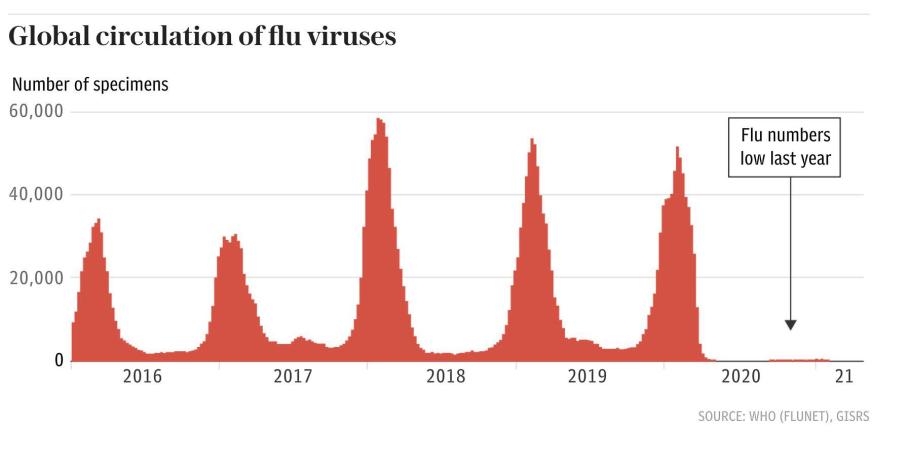 Global circulation of flu viruses
Number of specimens
60,000
40,000
20,000
0
Flu numbers
low last year
2016 2017 2018 2019 2020 21
SOURCE: WHO (FLUNET), GISRS